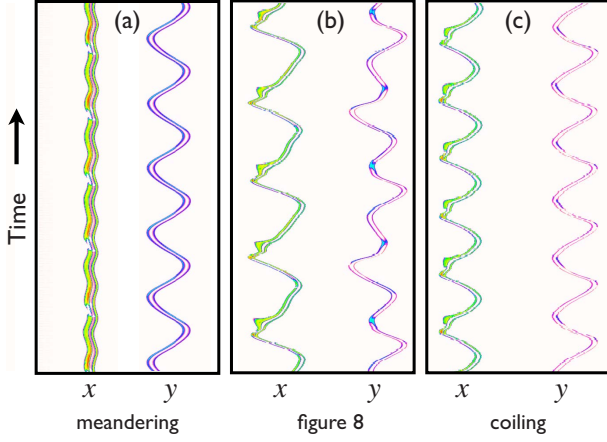 (a) (b) (c)
Time
x y x y x y
meandering figure 8 coiling